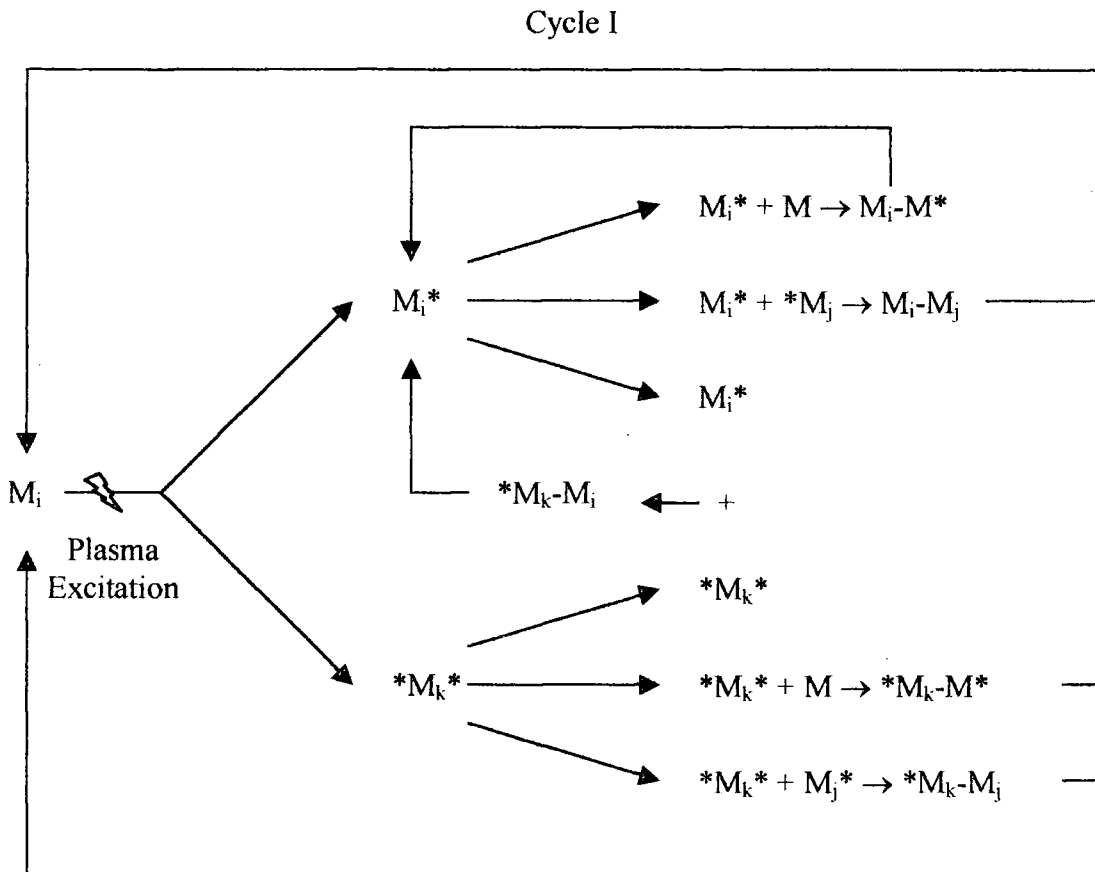 Cycle I
Mᵢ* + M → Mᵢ-M*
Mᵢ*
Mᵢ* + *Mⱼ → Mᵢ-Mⱼ
Mᵢ*
Mᵢ
*Mₖ-Mᵢ
+
Plasma
Excitation
*Mₖ*
*Mₖ*
*Mₖ* + M → *Mₖ-M*
*Mₖ* + Mⱼ* → *Mₖ-Mⱼ